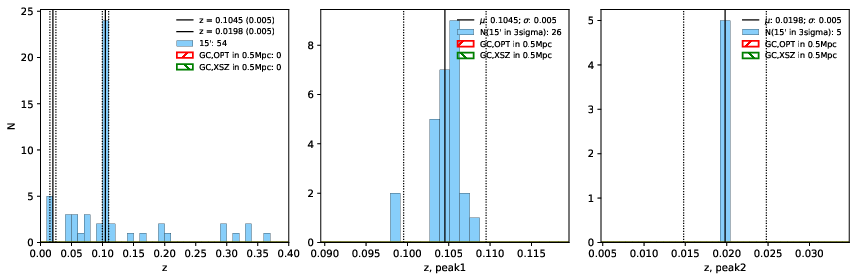 z = 0.1045 (0.005)
z = 0.0198 (0.005)
15': 54
GC,OPT in 0.5Mpc: 0
GC,XSZ in 0.5Mpc: 0
N
25
20
15
10
5
0
0.00 0.05 0.10 0.15 0.20 0.25 0.30 0.35 0.40
z
μ: 0.1045; σ: 0.005
N(15' in 3sigma): 26
GC,OPT in 0.5Mpc
GC,XSZ in 0.5Mpc
8
6
4
2
0
0.090 0.095 0.100 0.105 0.110 0.115
z, peak1
μ: 0.0198; σ: 0.005
N(15' in 3sigma): 5
GC,OPT in 0.5Mpc
GC,XSZ in 0.5Mpc
5
4
3
2
1
0
0.005 0.010 0.015 0.020 0.025 0.030
z, peak2